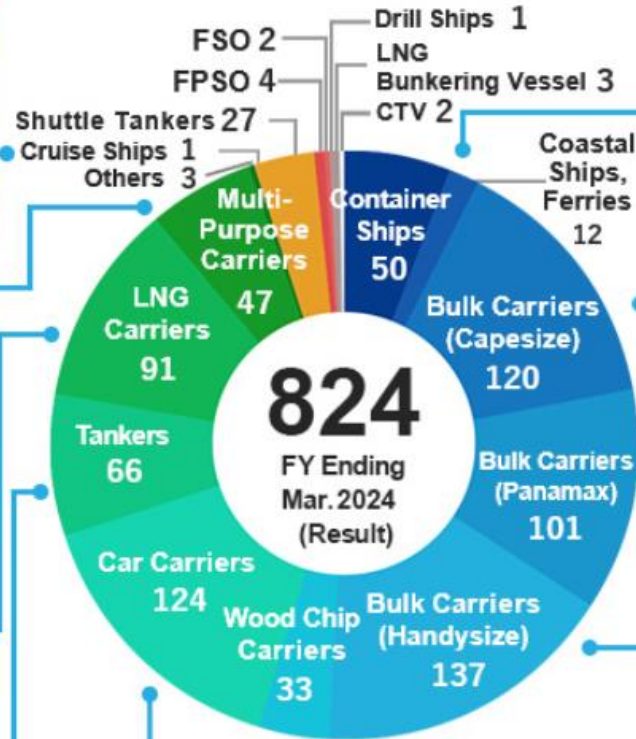 Drill Ships 1
FSO 2
LNG
Bunkering Vessel 3
FPSO 4
CTV 2
Shuttle Tankers 27
Cruise Ships 1
Others 3
Coastal
Ships,
Ferries
12
Container
Ships
50
Bulk Carriers
(Capesize)
120
Bulk Carriers
(Panamax)
101
Bulk Carriers
(Handysize)
137
Wood Chip
Carriers
33
Car Carriers
124
Tankers
66
LNG
Carriers
91
Multi-
Purpose
Carriers
47
824
FY Ending
Mar. 2024
(Result)